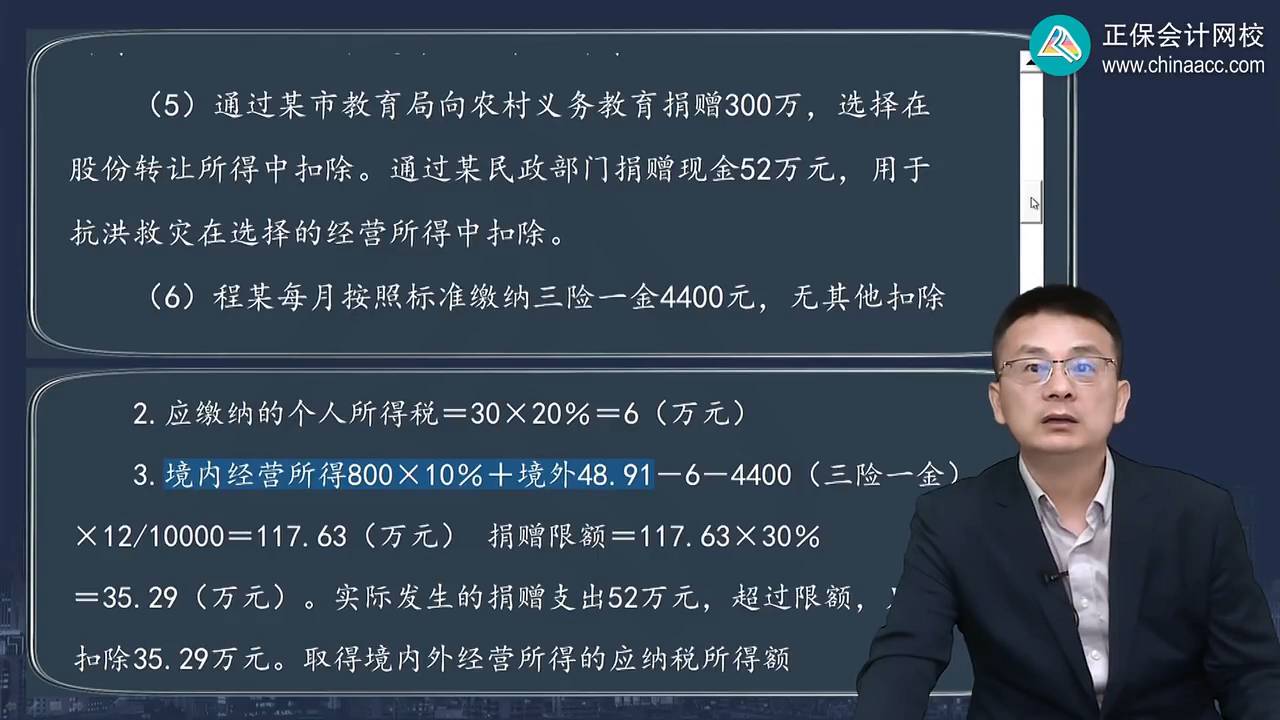 正保会计网校
www.chinaacc.com
（5）通过某市教育局向农村义务教育捐赠300万，选择在
股份转让所得中扣除。通过某民政部门捐赠现金52万元，用于
抗洪救灾在选择的经营所得中扣除。
（6）程某每月按照标准缴纳三险一金4400元，无其他扣除
2. 应缴纳的个人所得税＝30×20％＝6（万元）
3. 境内经营所得800×10％＋境外48.91－6－4400（三险一金）
×12/10000＝117.63（万元） 捐赠限额＝117.63×30％
＝35.29（万元）。实际发生的捐赠支出52万元，超过限额，
扣除35.29万元。取得境内外经营所得的应纳税所得额